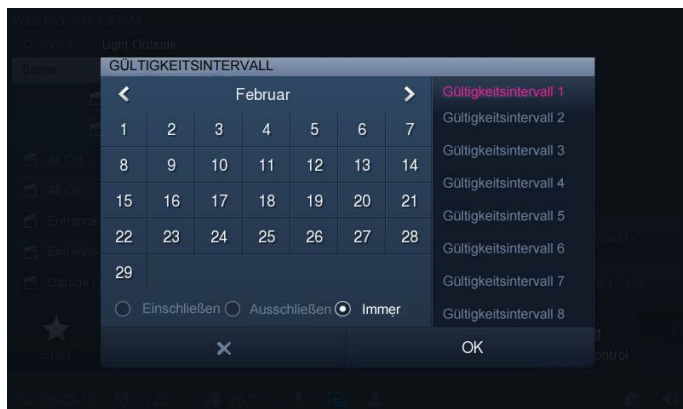 WEEKLY PROGRAM
Overview Light Outside
Scene
GÜLTIGKEITSINTERVALL
Februar
1 2 3 4 5 6 7
8 9 10 11 12 13 14
15 16 17 18 19 20 21
22 23 24 25 26 27 28
29
Einschließen Ausschließen Immer
OK
Gültigkeitsintervall 1
Gültigkeitsintervall 2
Gültigkeitsintervall 3
Gültigkeitsintervall 4
Gültigkeitsintervall 5
Gültigkeitsintervall 6
Gültigkeitsintervall 7
Gültigkeitsintervall 8
All Off
All On
Entrance
Entrance
Garage
Start
ontrol